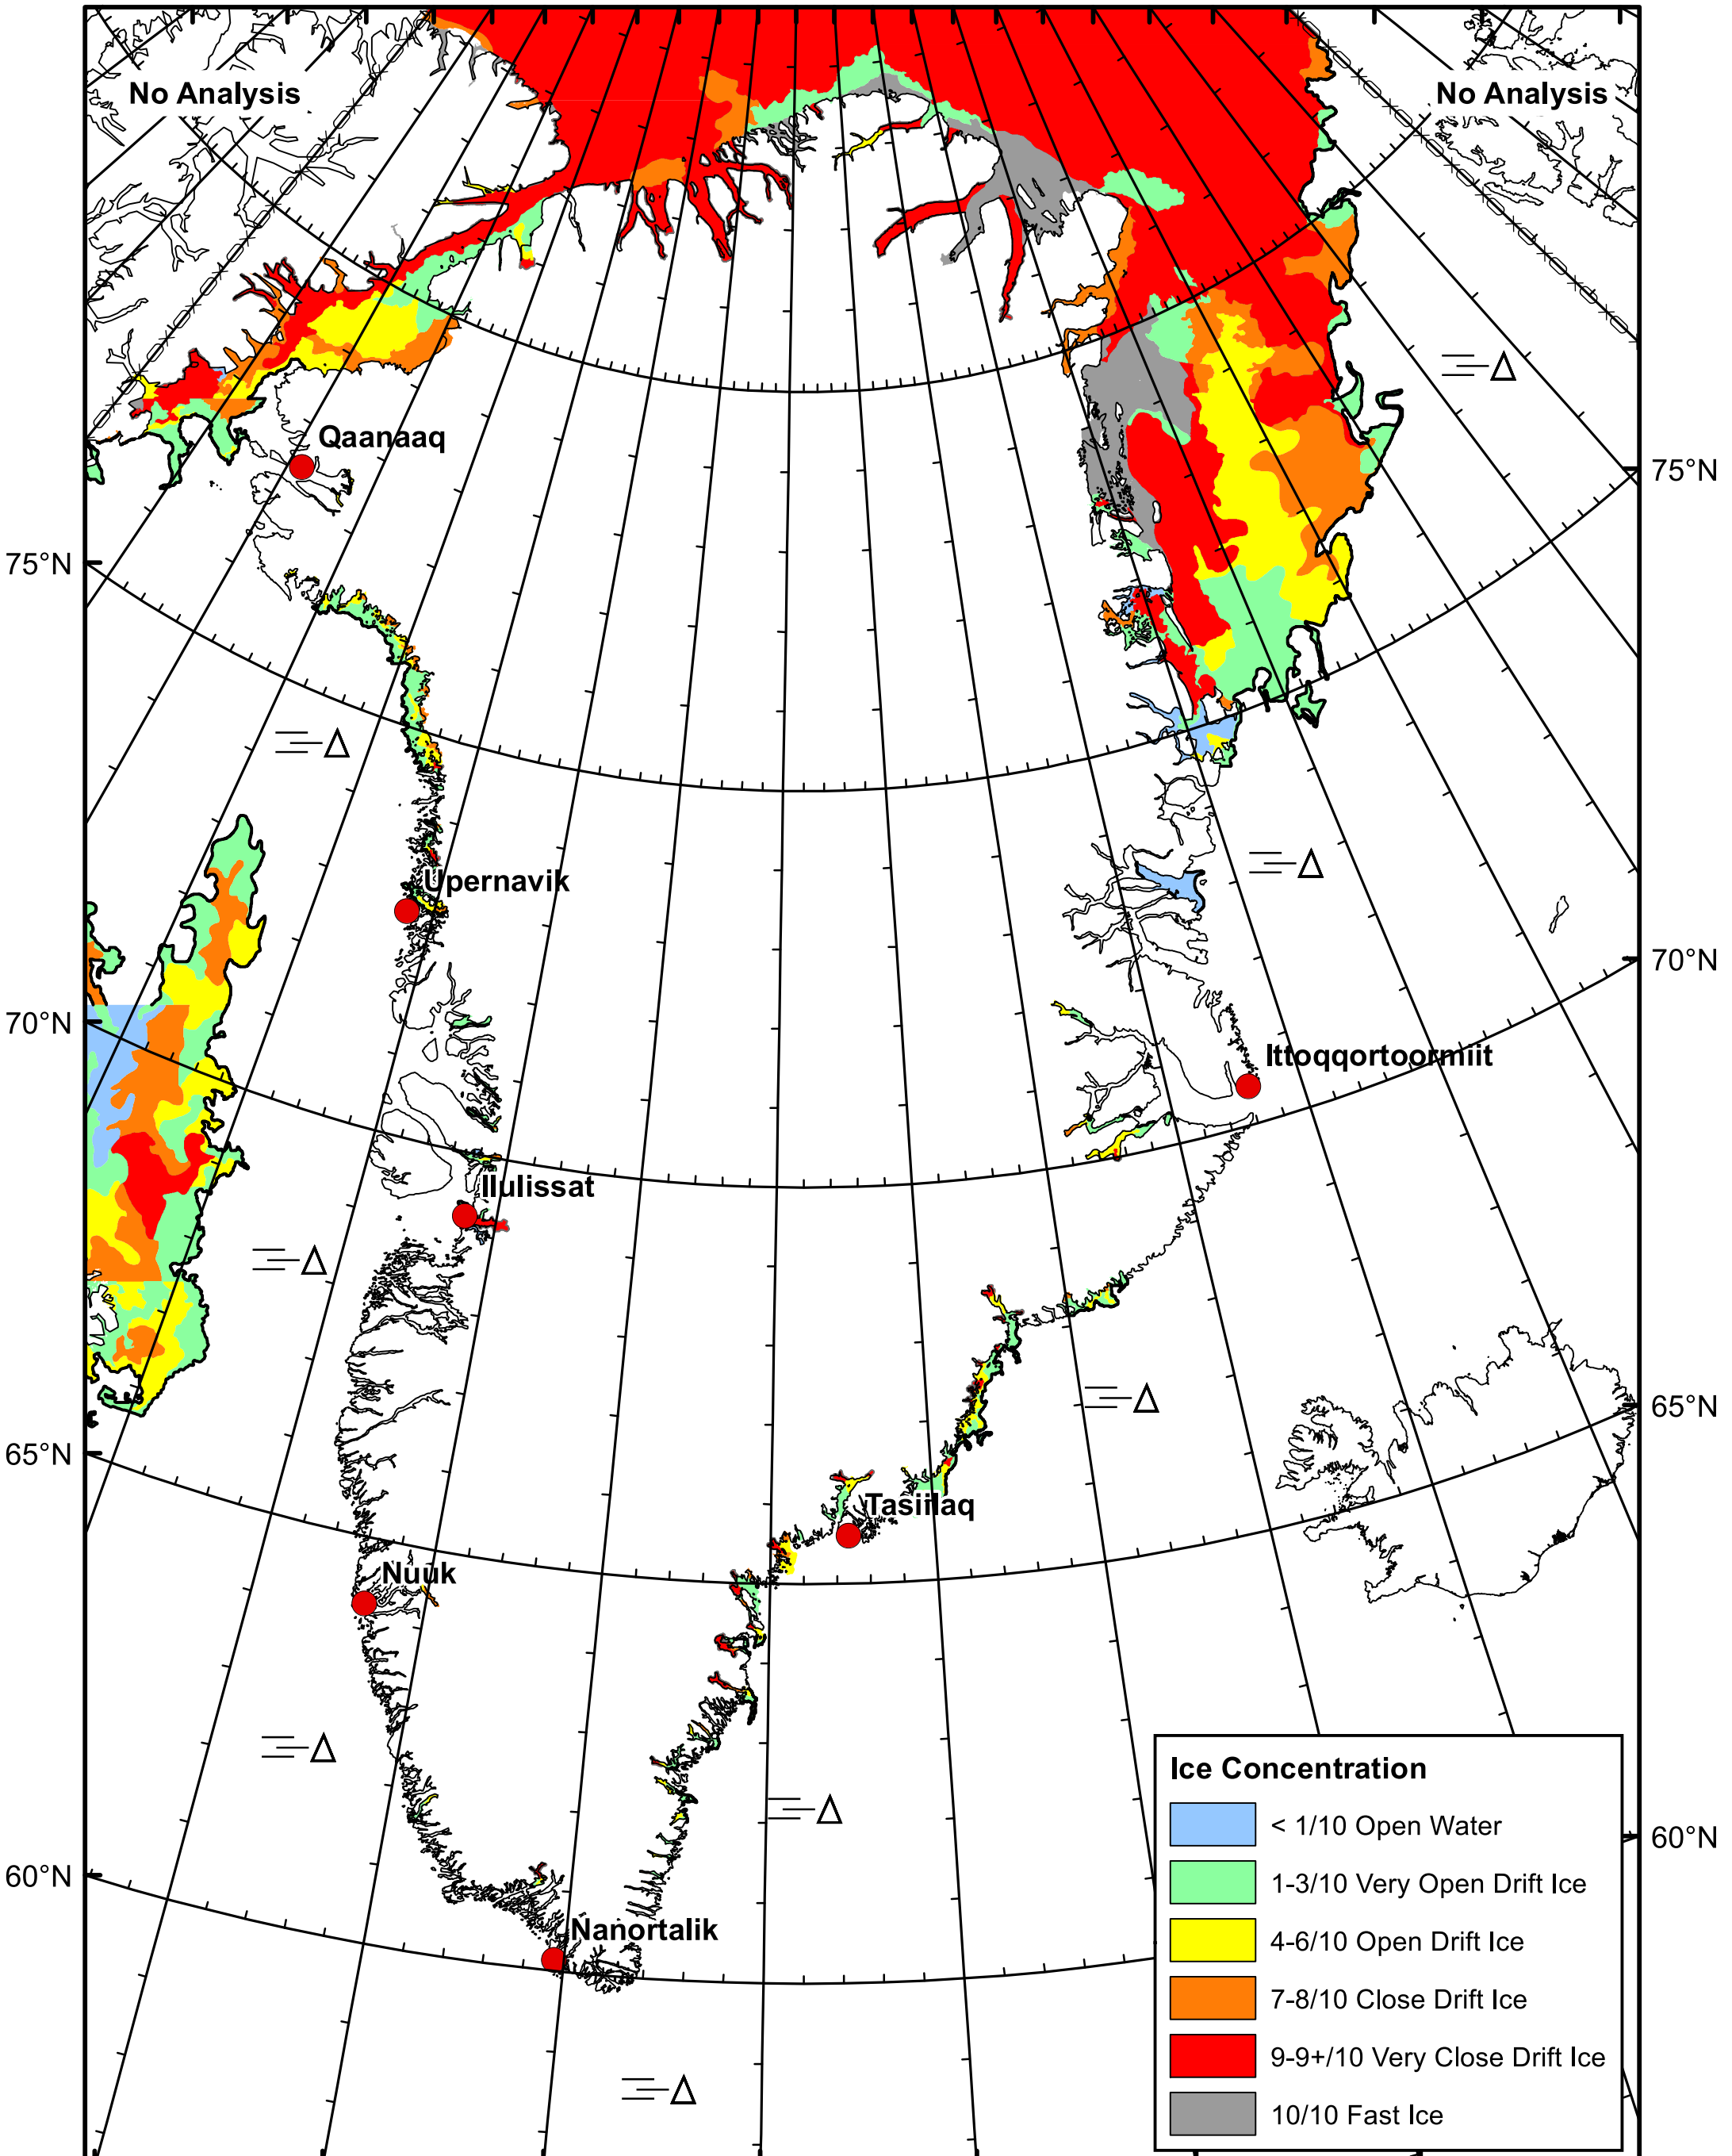 No Analysis
No Analysis
Qaanaaq
75°N
75°N
Upernavik
70°N
70°N
Ittoqqortoormiit
Ilulissat
65°N
65°N
Tasiilaq
Nuuk
60°N
60°N
Nanortalik
Ice Concentration
< 1/10 Open Water
1-3/10 Very Open Drift Ice
4-6/10 Open Drift Ice
7-8/10 Close Drift Ice
9-9+/10 Very Close Drift Ice
10/10 Fast Ice